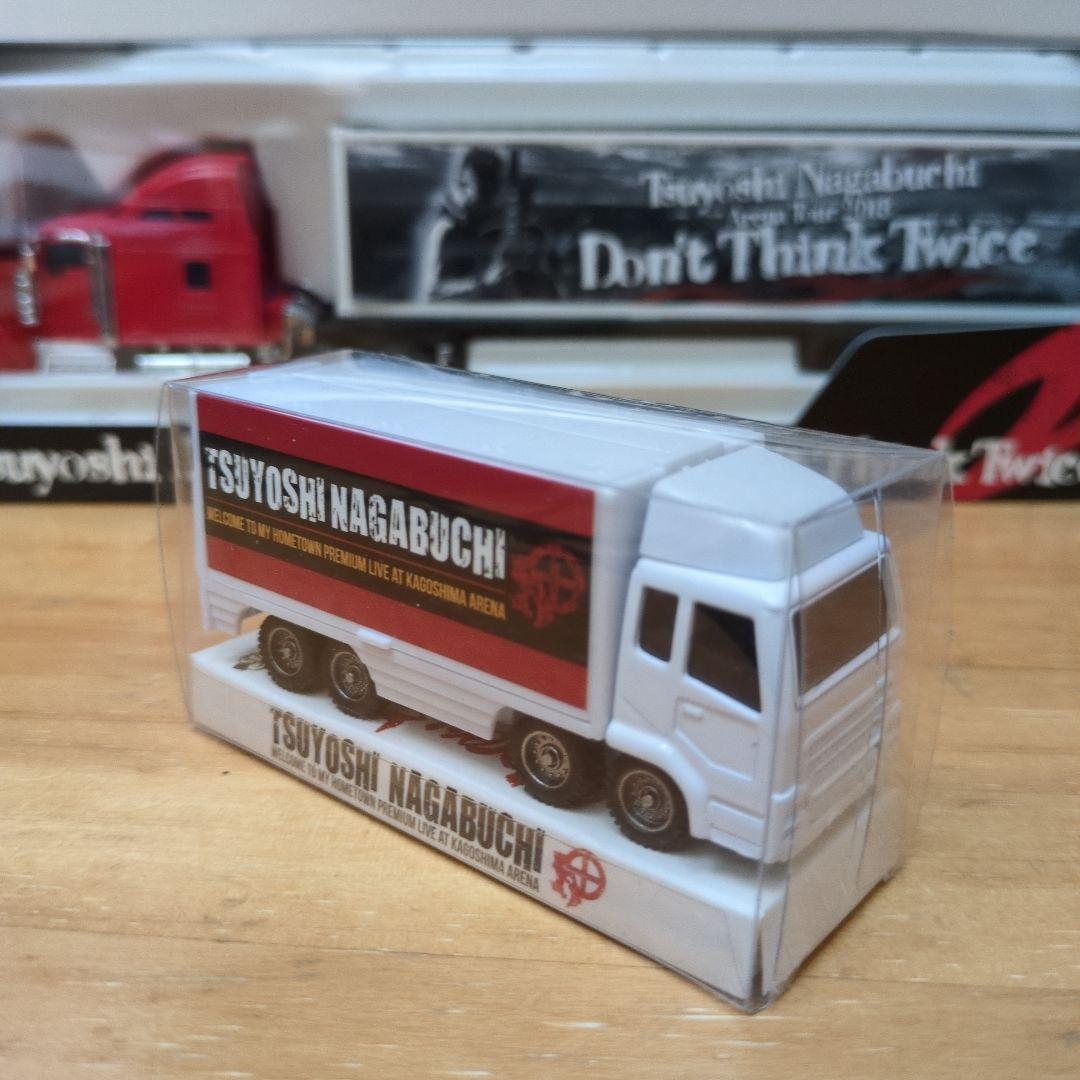 Tsuyoshi Nagabuchi
Arena Tour 2018
Don't Think Twice
TSUYOSHI NAGABUCHI
WELCOME TO MY HOMETOWN PREMIUM LIVE AT KAGOSHIMA ARENA
Twice
TSUYOSHI NAGABUCHI
WELCOME TO MY HOMETOWN PREMIUM LIVE AT KAGOSHIMA ARENA